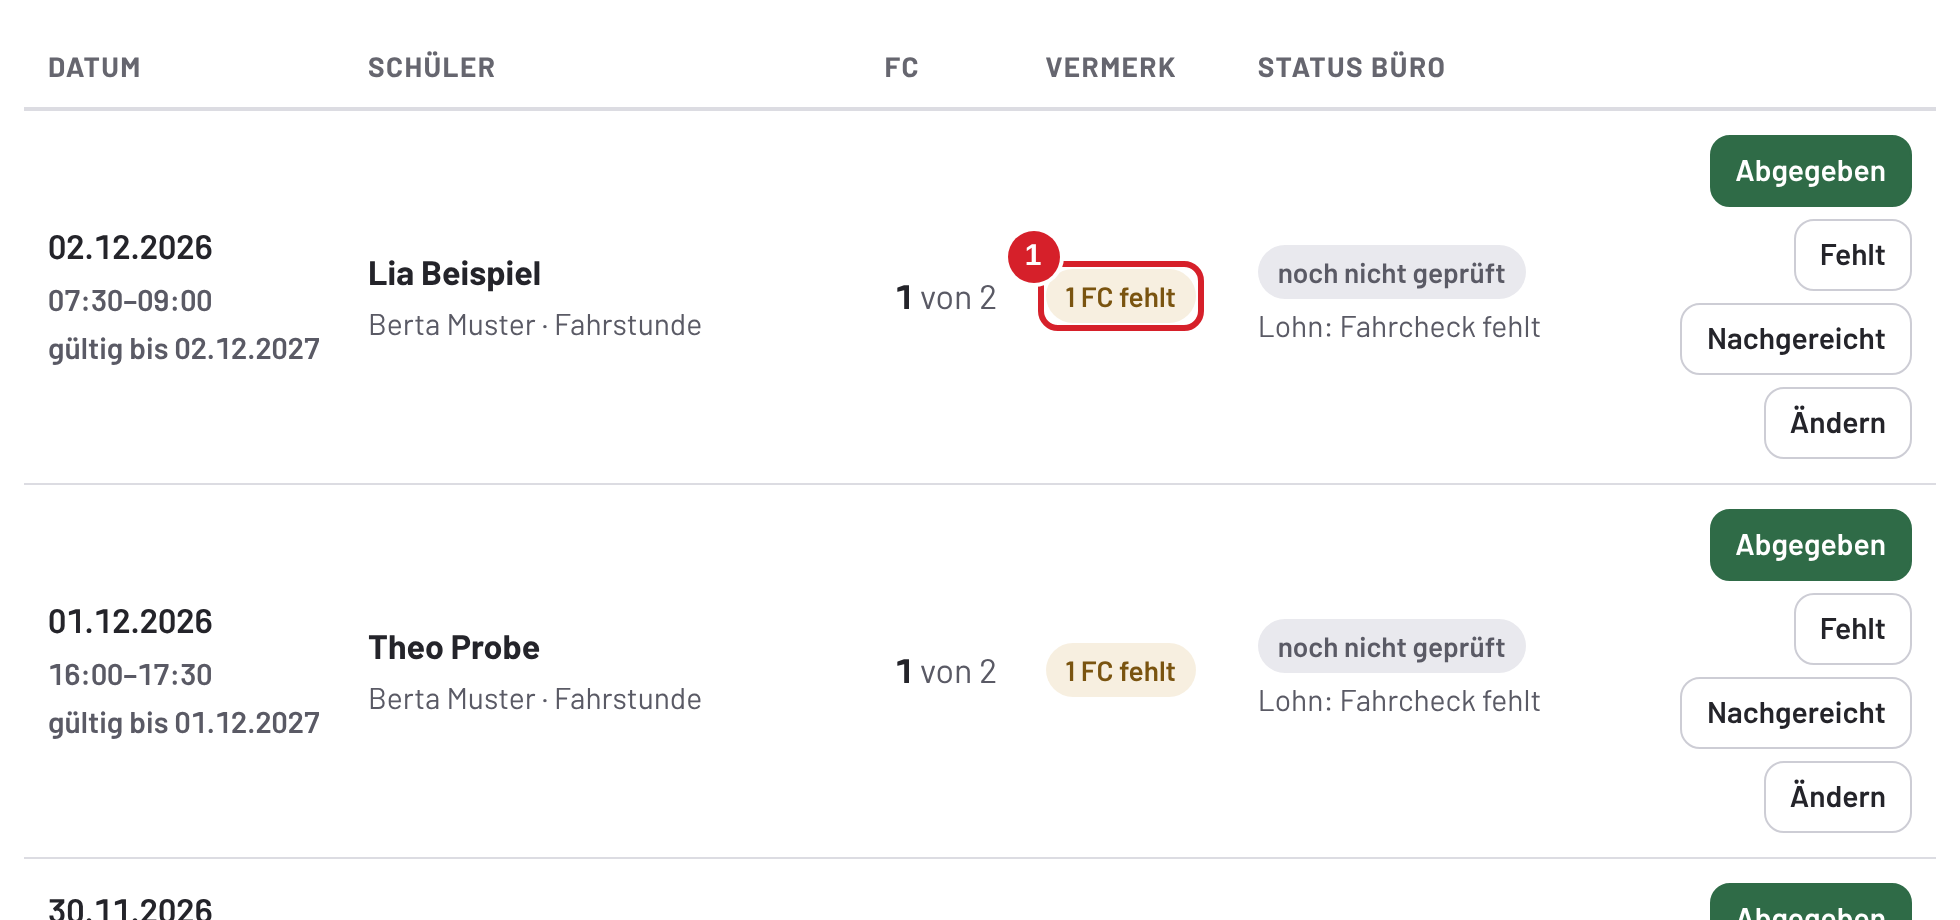 DATUM SCHÜLER FC VERMERK STATUS BÜRO
Abgegeben
02.12.2026
07:30–09:00
gültig bis 02.12.2027
Lia Beispiel
Berta Muster · Fahrstunde
1 von 2
1
1 FC fehlt
noch nicht geprüft
Lohn: Fahrcheck fehlt
Fehlt
Nachgereicht
Ändern
Abgegeben
01.12.2026
16:00–17:30
gültig bis 01.12.2027
Theo Probe
Berta Muster · Fahrstunde
1 von 2
1 FC fehlt
noch nicht geprüft
Lohn: Fahrcheck fehlt
Fehlt
Nachgereicht
Ändern
30.11.2026
Abgegeben